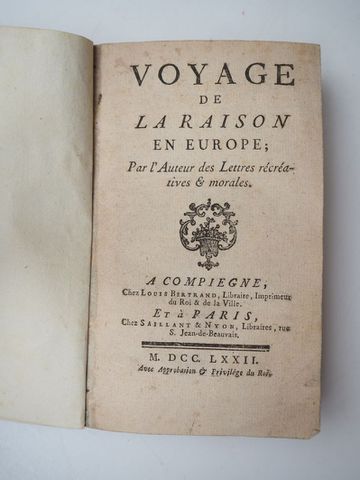 VOYAGE
DE
LA RAISON
EN EUROPE;
Par l'Auteur des Lettres récréa-
tives & morales.
A COMPIEGNE,
Chez LOUIS BERTRAND, Libraire, Imprimeur
du Roi & de la Ville.
Et à PARIS,
Chez SAILLANT & NYON, Libraires, rue
S. Jean-de-Beauvais.
M. DCC. LXXII.
Avec Approbation & Privilége du Roi.